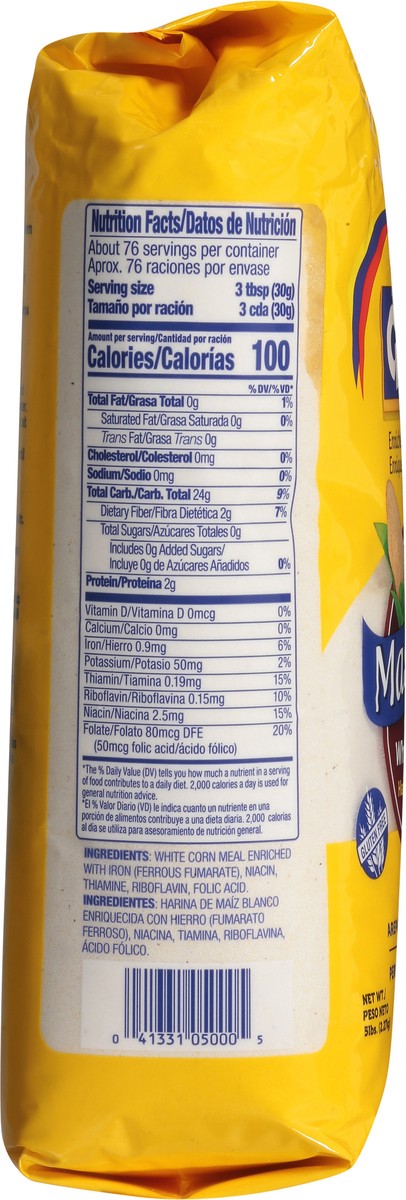 Nutrition Facts/Datos de Nutrición
About 76 servings per container
Aprox. 76 raciones por envase
Serving size 3 tbsp (30g)
Tamaño por ración 3 cda (30g)
Amount per serving/Cantidad por ración
Calories/Calorías 100
% DV/%VD*
Total Fat/Grasa Total 0g 1%
Saturated Fat/Grasa Saturada 0g 0%
Trans Fat/Grasa Trans 0g
Cholesterol/Colesterol 0mg 0%
Sodium/Sodio 0mg 0%
Total Carb./Carb. Total 24g 9%
Dietary Fiber/Fibra Dietética 2g 7%
Total Sugars/Azúcares Totales 0g
Includes 0g Added Sugars/
Incluye 0g de Azúcares Añadidos 0%
Protein/Proteína 2g
Vitamin D/Vitamina D 0mcg 0%
Calcium/Calcio 0mg 0%
Iron/Hierro 0.9mg 6%
Potassium/Potasio 50mg 2%
Thiamin/Tiamina 0.19mg 15%
Riboflavin/Riboflavina 0.15mg 10%
Niacin/Niacina 2.5mg 15%
Folate/Folato 80mcg DFE 20%
(50mcg folic acid/ácido fólico)
*The % Daily Value (DV) tells you how much a nutrient in a serving
of food contributes to a daily diet. 2,000 calories a day is used for
general nutrition advice.
*El % Valor Diario (VD) le indica cuanto un nutriente en una
porción de alimentos contribuye a una dieta diaria. 2,000 calorías
al día se utiliza para asesoramiento de nutrición general.
INGREDIENTS: WHITE CORN MEAL ENRICHED
WITH IRON (FERROUS FUMARATE), NIACIN,
THIAMINE, RIBOFLAVIN, FOLIC ACID.
INGREDIENTES: HARINA DE MAÍZ BLANCO
ENRIQUECIDA CON HIERRO (FUMARATO
FERROSO), NIACINA, TIAMINA, RIBOFLAVINA,
ÁCIDO FÓLICO.
0 41331 05000 5
Ma
GLUTEN FREE
NET WT./
PESO NETO
5lbs. (2.27